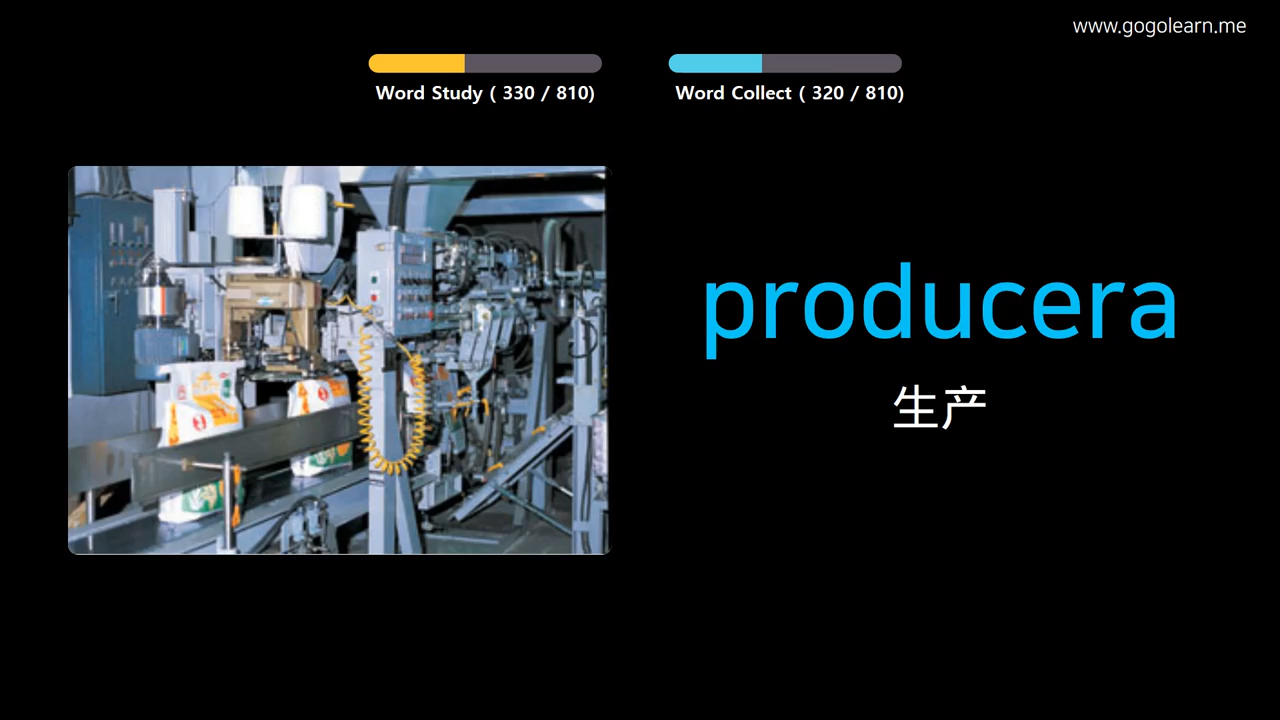 www.gogolearn.me
Word Study ( 330 / 810)
Word Collect ( 320 / 810)
producera
生产